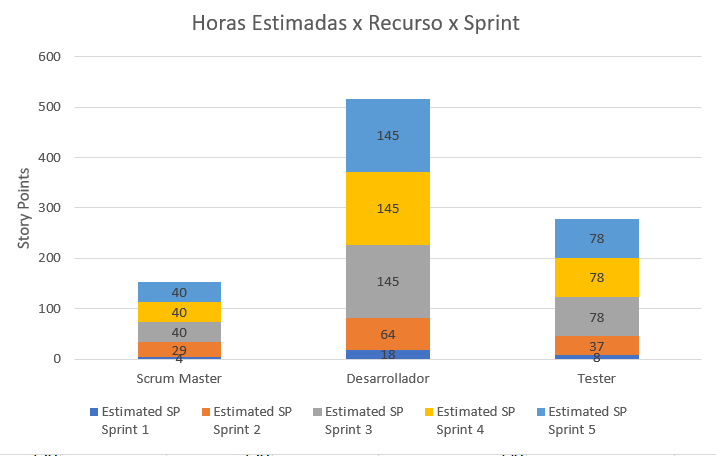 Horas Estimadas x Recurso x Sprint
Story Points
600
500
400
300
200
100
0
40
40
40
29
4
145
145
145
64
18
78
78
78
37
8
Scrum Master
Desarrollador
Tester
Estimated SP
Sprint 1
Estimated SP
Sprint 2
Estimated SP
Sprint 3
Estimated SP
Sprint 4
Estimated SP
Sprint 5